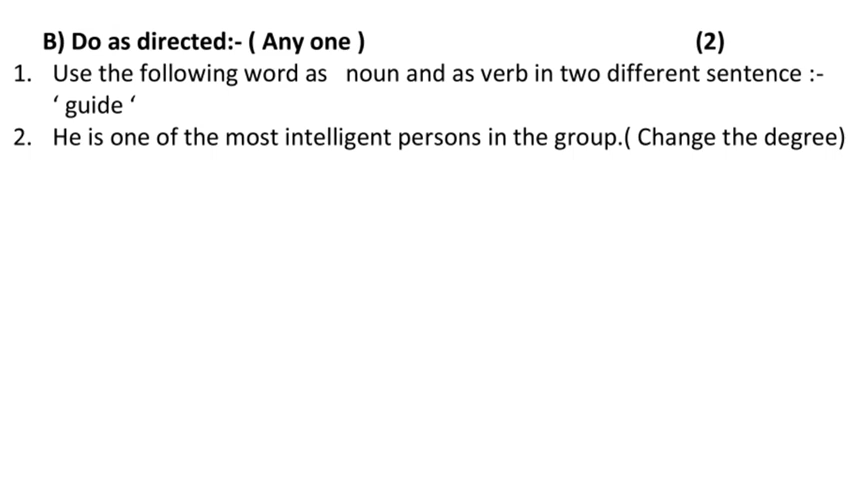 B) Do as directed:- ( Any one ) (2)
1. Use the following word as noun and as verb in two different sentence :-
‘ guide ‘
2. He is one of the most intelligent persons in the group.( Change the degree)